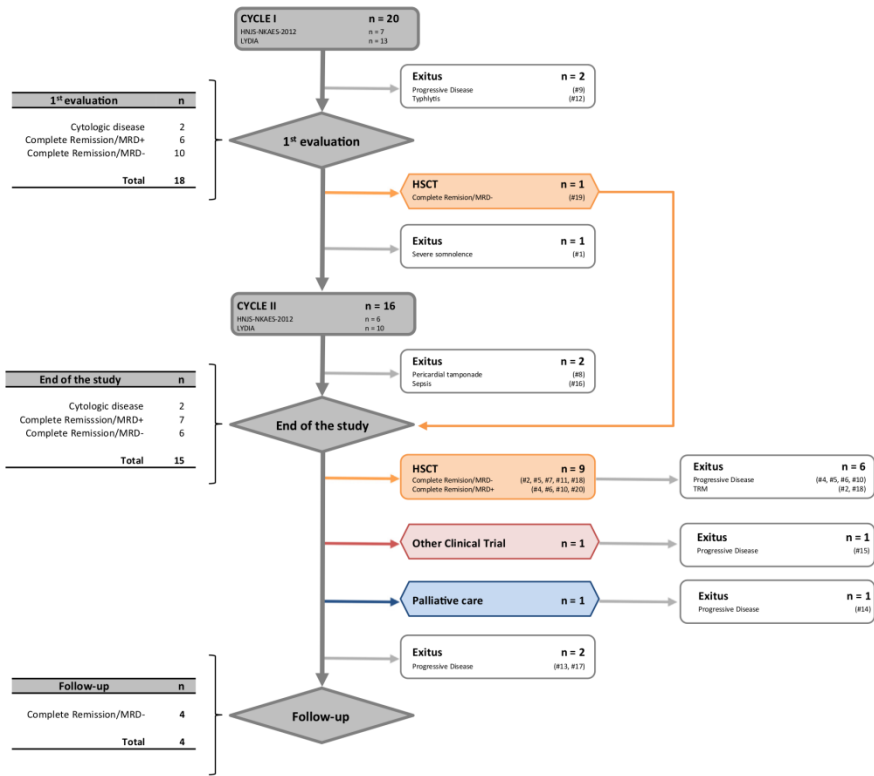 CYCLE I n = 20
HNJS-NKAES-2012 n = 7
LYDIA n = 13
Exitus n = 2
Progressive Disease (#9)
Typhlytis (#12)
1st evaluation n
Cytologic disease 2
Complete Remission/MRD+ 6
Complete Remission/MRD- 10
Total 18
1st evaluation
HSCT n = 1
Complete Remision/MRD- (#19)
Exitus n = 1
Severe somnolence (#1)
CYCLE II n = 16
HNJS-NKAES-2012 n = 6
LYDIA n = 10
Exitus n = 2
Pericardial tamponade (#8)
Sepsis (#16)
End of the study n
Cytologic disease 2
Complete Remisssion/MRD+ 7
Complete Remission/MRD- 6
Total 15
End of the study
HSCT n = 9
Complete Remision/MRD- (#2, #5, #7, #11, #18)
Complete Remision/MRD+ (#4, #6, #10, #20)
Exitus n = 6
Progressive Disease (#4, #5, #6, #10)
TRM (#2, #18)
Other Clinical Trial n = 1
Exitus n = 1
Progressive Disease (#15)
Palliative care n = 1
Exitus n = 1
Progressive Disease (#14)
Exitus n = 2
Progressive Disease (#13, #17)
Follow-up n
Complete Remission/MRD- 4
Total 4
Follow-up